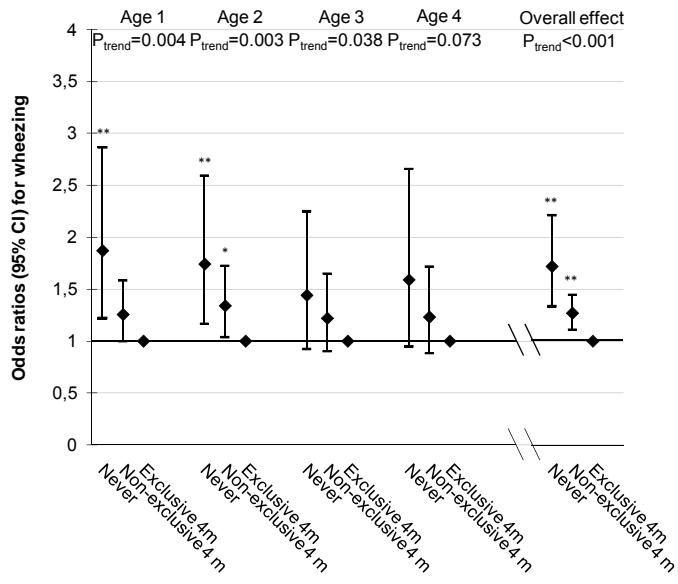 Age 1 Age 2 Age 3 Age 4 Overall effect
Ptrend=0.004 Ptrend=0.003 Ptrend=0.038 Ptrend=0.073 Ptrend<0.001
Odds ratios (95% CI) for wheezing
4
3,5
3
2,5
2
1,5
1
0,5
0
**
**
*
**
**
Never
Non-exclusive 4 m
Exclusive 4m
Never
Non-exclusive 4 m
Exclusive 4m
Never
Non-exclusive 4 m
Exclusive 4m
Never
Non-exclusive 4 m
Exclusive 4m
Never
Non-exclusive 4 m
Exclusive 4m